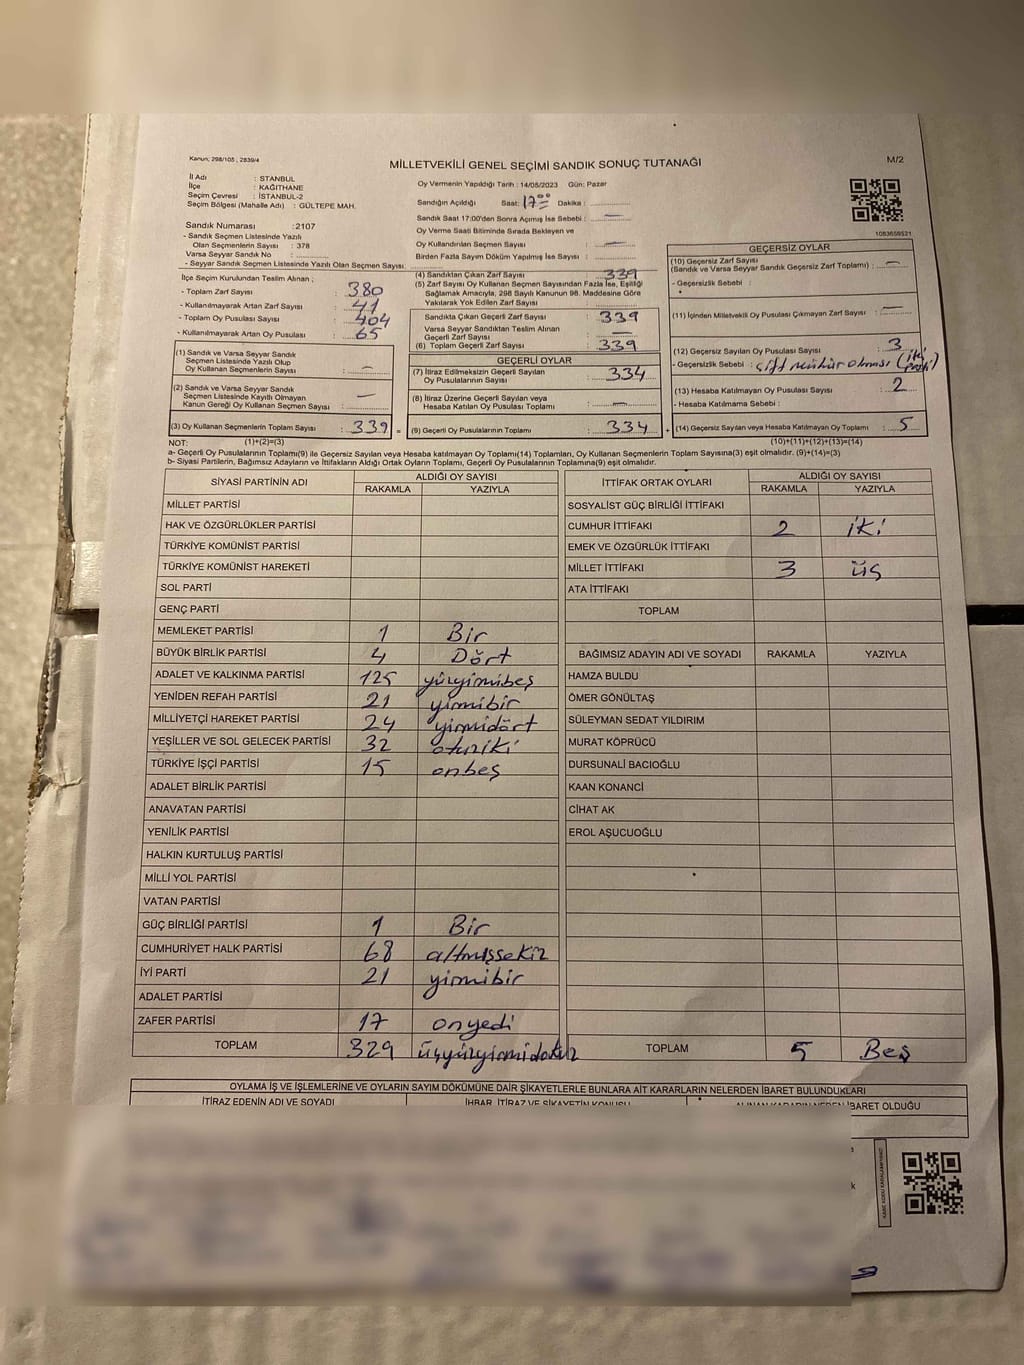 Kanun; 298/105 , 2839/4
MİLLETVEKİLİ GENEL SEÇİMİ SANDIK SONUÇ TUTANAĞI
M/2
İl Adı : İSTANBUL
İlçe : KAĞITHANE
Seçim Çevresi : İSTANBUL-2
Seçim Bölgesi (Mahalle Adı) : GÜLTEPE MAH.
Sandık Numarası :2107
- Sandık Seçmen Listesinde Yazılı
Olan Seçmenlerin Sayısı : 378
Varsa Seyyar Sandık No :
- Seyyar Sandık Seçmen Listesinde Yazılı Olan Seçmen Sayısı:
Oy Vermenin Yapıldığı Tarih : 14/05/2023 Gün: Pazar
Sandığın Açıldığı Saat: 17 00 Dakika :
Sandık Saat 17:00'den Sonra Açımış İse Sebebi : —
Oy Verme Saati Bitiminde Sırada Bekleyen ve
Oy Kullandırılan Seçmen Sayısı : —
Birden Fazla Sayım Döküm Yapılmış İse Sayısı :
1083659521
İlçe Seçim Kurulundan Teslim Alınan ;
- Toplam Zarf Sayısı : 380
- Kullanılmayarak Artan Zarf Sayısı : 41
- Toplam Oy Pusulası Sayısı : 404
- Kullanılmayarak Artan Oy Pusulası : 65
(1) Sandık ve Varsa Seyyar Sandık
Seçmen Listesinde Yazılı Olup
Oy Kullanan Seçmenlerin Sayısı : —
(2) Sandık ve Varsa Seyyar Sandık
Seçmen Listesinde Kayıtlı Olmayan
Kanun Gereği Oy Kullanan Seçmen Sayısı : —
(3) Oy Kullanan Seçmenlerin Toplam Sayısı : 339 =
(4) Sandıktan Çıkan Zarf Sayısı : 339
(5) Zarf Sayısı Oy Kullanan Seçmen Sayısından Fazla İse, Eşitliği
Sağlamak Amacıyla, 298 Sayılı Kanunun 98. Maddesine Göre
Yakılarak Yok Edilen Zarf Sayısı :
Sandıkta Çıkan Geçerli Zarf Sayısı : 339
Varsa Seyyar Sandıktan Teslim Alınan
Geçerli Zarf Sayısı : —
(6) Toplam Geçerli Zarf Sayısı : 339
GEÇERLİ OYLAR
(7) İtiraz Edilmeksizin Geçerli Sayılan
Oy Pusulalarının Sayısı : 334
(8) İtiraz Üzerine Geçerli Sayılan veya
Hesaba Katılan Oy Pusulası Toplamı : —
(9) Geçerli Oy Pusulalarının Toplamı : 334 +
GEÇERSİZ OYLAR
(10) Geçersiz Zarf Sayısı
(Sandık ve Varsa Seyyar Sandık Geçersiz Zarf Toplamı) : —
- Geçersizlik Sebebi :
(11) İçinden Milletvekili Oy Pusulası Çıkmayan Zarf Sayısı : —
(12) Geçersiz Sayılan Oy Pusulası Sayısı : 3
- Geçersizlik Sebebi : çift mühür olması (iki parti)
(13) Hesaba Katılmayan Oy Pusulası Sayısı : 2
- Hesaba Katılmama Sebebi :
(14) Geçersiz Sayılan veya Hesaba Katılmayan Oy Toplamı : 5
NOT: (1)+(2)=(3) (10)+(11)+(12)+(13)=(14)
a- Geçerli Oy Pusulalarının Toplamı(9) ile Geçersiz Sayılan veya Hesaba katılmayan Oy Toplamı(14) Toplamları, Oy Kullanan Seçmenlerin Toplam Sayısına(3) eşit olmalıdır. (9)+(14)=(3)
b- Siyasi Partilerin, Bağımsız Adayların ve İttifakların Aldığı Ortak Oyların Toplamı, Geçerli Oy Pusulalarının Toplamına(9) eşit olmalıdır.
SİYASİ PARTİNİN ADI ALDIĞI OY SAYISI
RAKAMLA YAZIYLA
MİLLET PARTİSİ
HAK VE ÖZGÜRLÜKLER PARTİSİ
TÜRKİYE KOMÜNİST PARTİSİ
TÜRKİYE KOMÜNİST HAREKETİ
SOL PARTİ
GENÇ PARTİ
MEMLEKET PARTİSİ 1 Bir
BÜYÜK BİRLİK PARTİSİ 4 Dört
ADALET VE KALKINMA PARTİSİ 125 yüzyirmibeş
YENİDEN REFAH PARTİSİ 21 yirmibir
MİLLİYETÇİ HAREKET PARTİSİ 24 yirmidört
YEŞİLLER VE SOL GELECEK PARTİSİ 32 otuziki
TÜRKİYE İŞÇİ PARTİSİ 15 onbeş
ADALET BİRLİK PARTİSİ
ANAVATAN PARTİSİ
YENİLİK PARTİSİ
HALKIN KURTULUŞ PARTİSİ
MİLLİ YOL PARTİSİ
VATAN PARTİSİ
GÜÇ BİRLİĞİ PARTİSİ 1 Bir
CUMHURİYET HALK PARTİSİ 68 altmışsekiz
İYİ PARTİ 21 yirmibir
ADALET PARTİSİ
ZAFER PARTİSİ 17 onyedi
TOPLAM 329 üçyüzyirmidokuz
İTTİFAK ORTAK OYLARI ALDIĞI OY SAYISI
RAKAMLA YAZIYLA
SOSYALİST GÜÇ BİRLİĞİ İTTİFAKI
CUMHUR İTTİFAKI 2 iki
EMEK VE ÖZGÜRLÜK İTTİFAKI
MİLLET İTTİFAKI 3 üç
ATA İTTİFAKI
TOPLAM
BAĞIMSIZ ADAYIN ADI VE SOYADI RAKAMLA YAZIYLA
HAMZA BULDU
ÖMER GÖNÜLTAŞ
SÜLEYMAN SEDAT YILDIRIM
MURAT KÖPRÜCÜ
DURSUNALİ BACIOĞLU
KAAN KONANCİ
CİHAT AK
EROL AŞUCUOĞLU
TOPLAM 5 Beş
OYLAMA İŞ VE İŞLEMLERİNE VE OYLARIN SAYIM DÖKÜMÜNE DAİR ŞİKAYETLERLE BUNLARA AİT KARARLARIN NELERDEN İBARET BULUNDUKLARI
İTİRAZ EDENİN ADI VE SOYADI İHBAR, İTİRAZ VE ŞİKAYETİN KONUSU ALINAN KARARIN NEDEN İBARET OLDUĞU